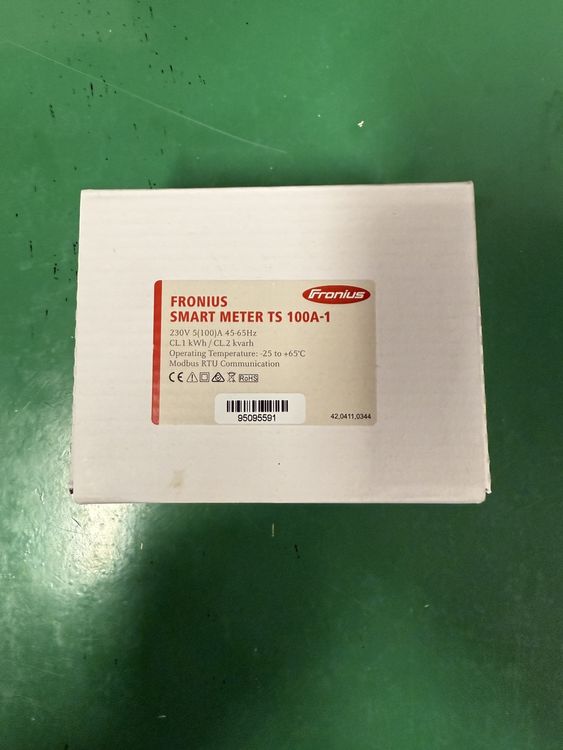 Fronius
FRONIUS
SMART METER TS 100A-1
230V 5(100)A 45-65Hz
CL.1 kWh / CL.2 kvarh
Operating Temperature: -25 to +65°C
Modbus RTU Communication
CE RoHS
95095591
42,0411,0344